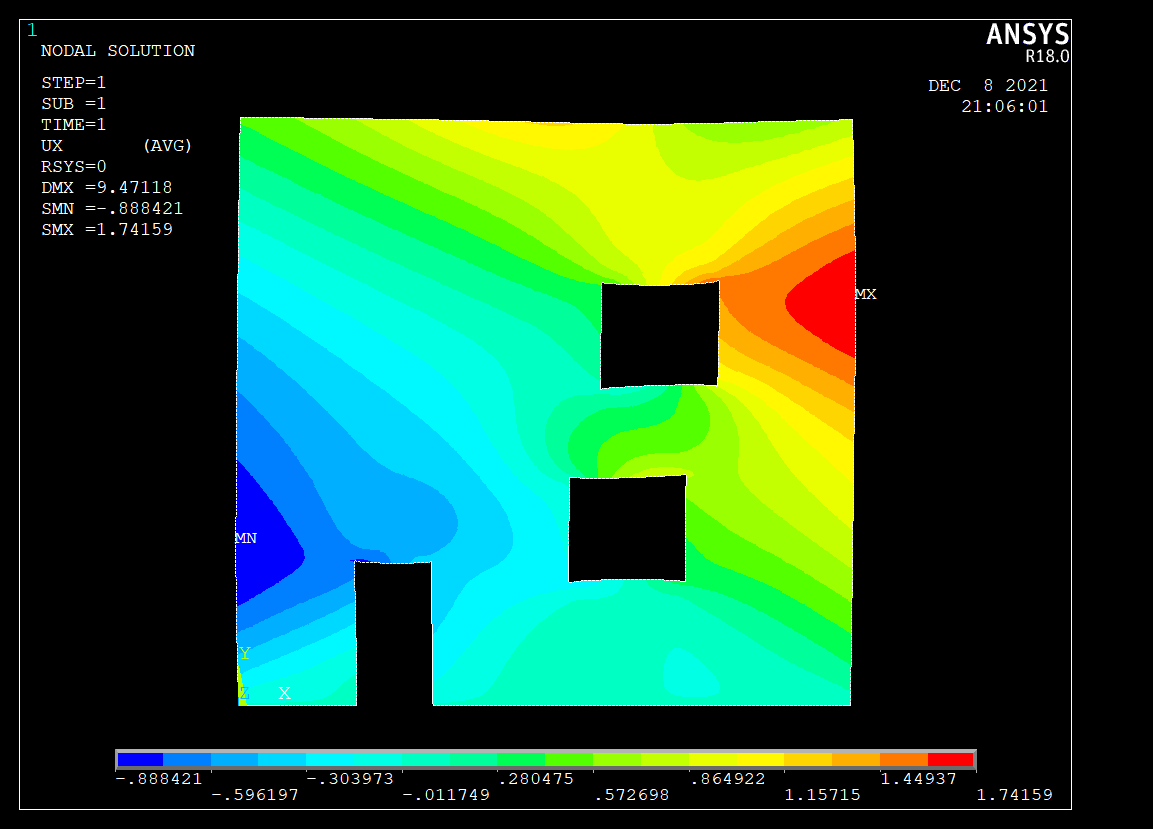 1
ANSYS
R18.0
NODAL SOLUTION
DEC 8 2021
21:06:01
STEP=1
SUB =1
TIME=1
UX (AVG)
RSYS=0
DMX =9.47118
SMN =-.888421
SMX =1.74159
MX
MN
Y
Z X
-.888421 -.303973 .280475 .864922 1.44937
-.596197 -.011749 .572698 1.15715 1.74159